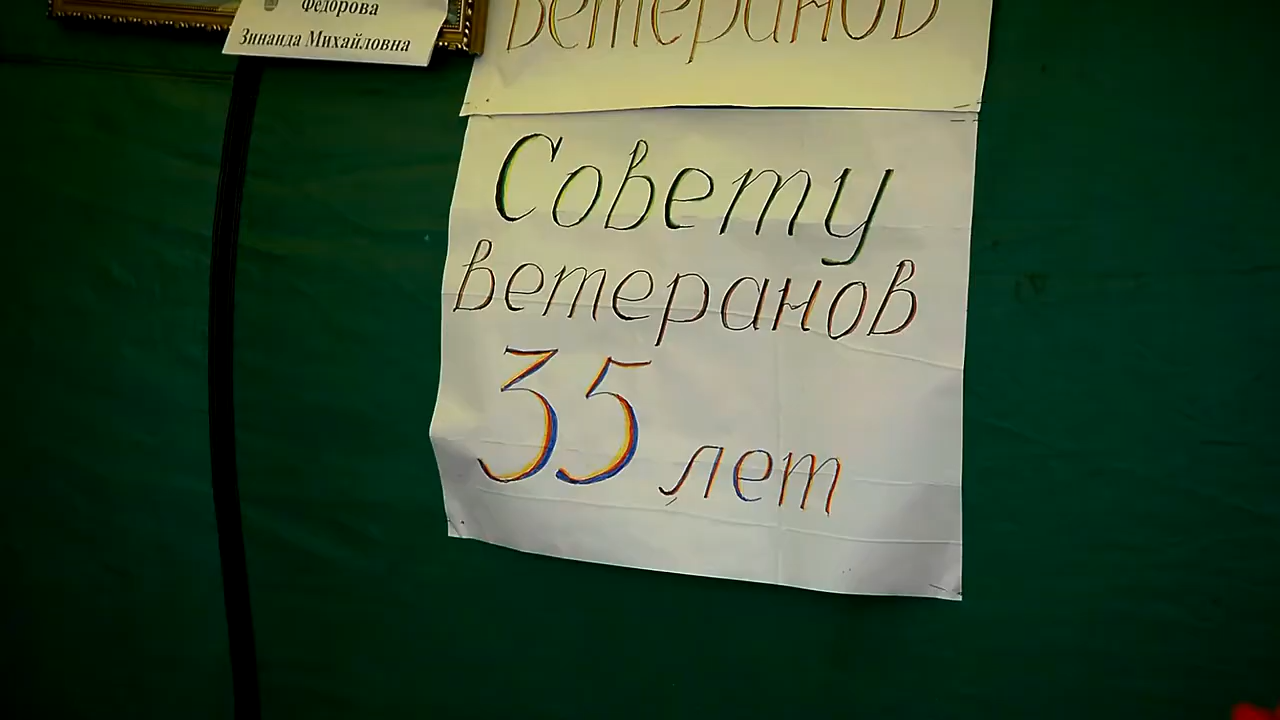 Федорова
Зинаида Михайловна
ветеранов
Совету
ветеранов
35 лет